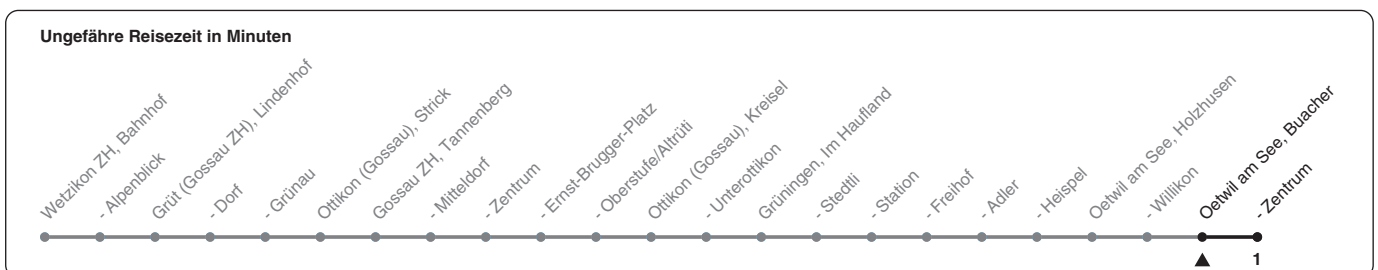 Ungefähre Reisezeit in Minuten
Wetzikon ZH, Bahnhof
- Alpenblick
Grüt (Gossau ZH), Lindenhof
- Dorf
- Grünau
Ottikon (Gossau), Strick
Gossau ZH, Tannenberg
- Mitteldorf
- Zentrum
- Ernst-Brugger-Platz
- Oberstufe/Altrüti
Ottikon (Gossau), Kreisel
- Unterottikon
Grüningen, Im Haufland
- Stedtli
- Station
- Freihof
- Adler
- Heispel
Oetwil am See, Holzhusen
- Willikon
Oetwil am See, Buacher
- Zentrum
1